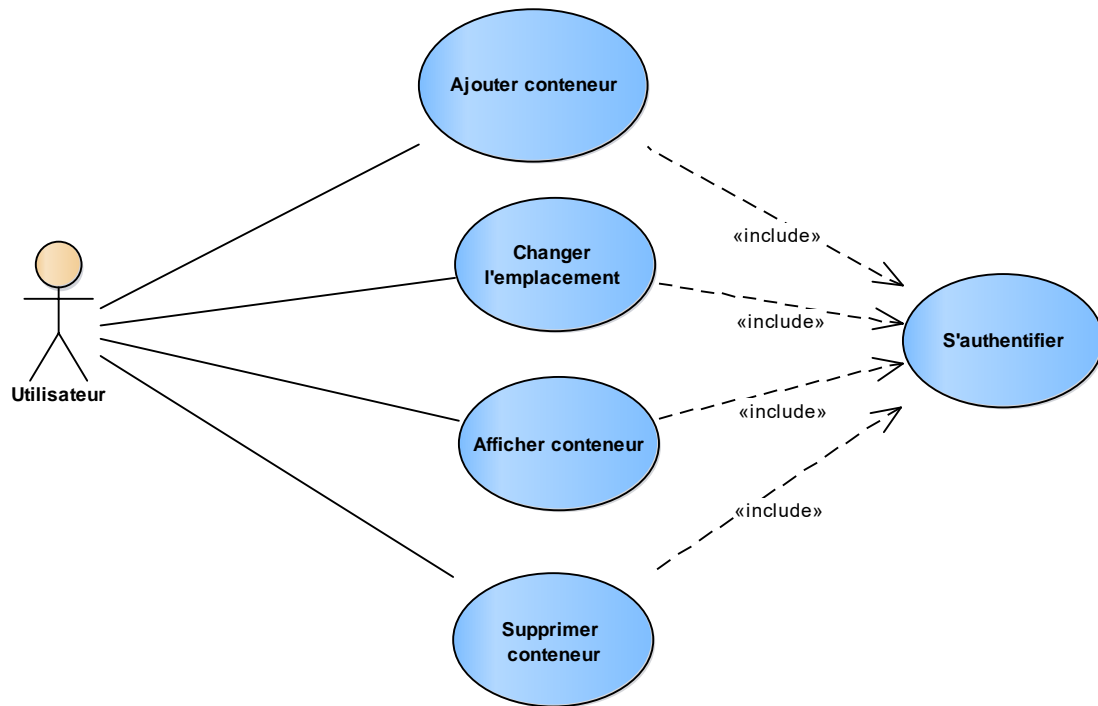 Ajouter conteneur
«include»
Changer
l'emplacement
«include»
S'authentifier
Utilisateur
«include»
Afficher conteneur
«include»
Supprimer
conteneur